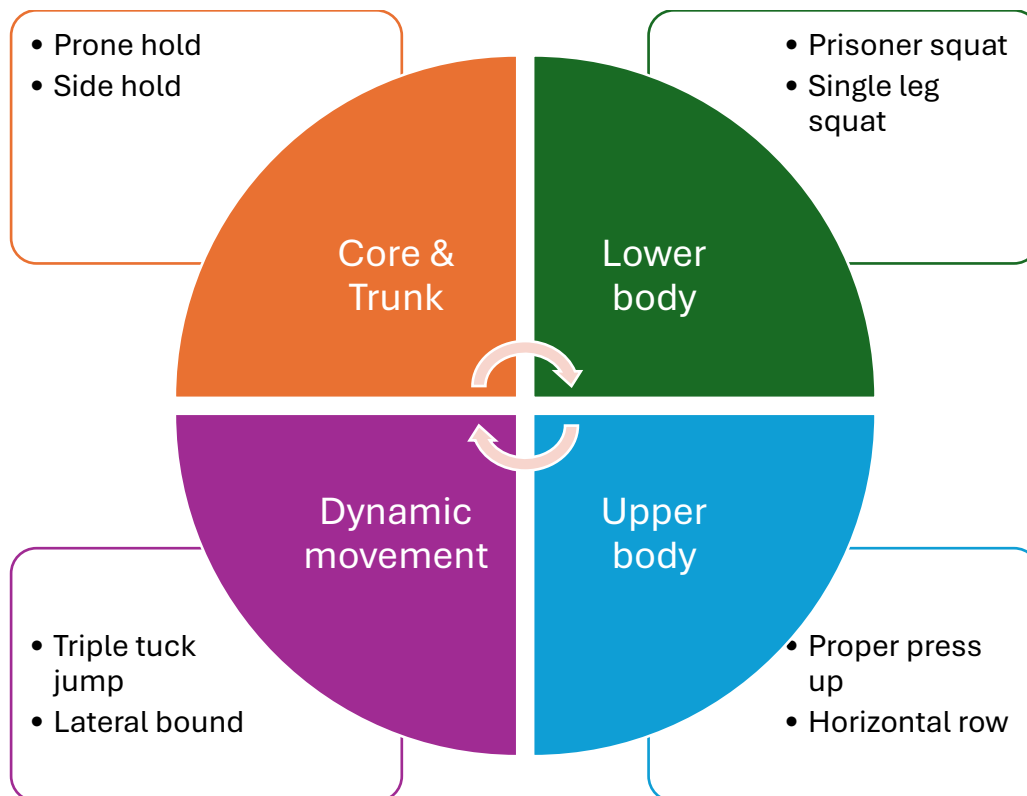 • Prone hold
• Side hold
• Prisoner squat
• Single leg
squat
Core &
Trunk
Lower
body
Dynamic
movement
Upper
body
• Triple tuck
jump
• Lateral bound
• Proper press
up
• Horizontal row